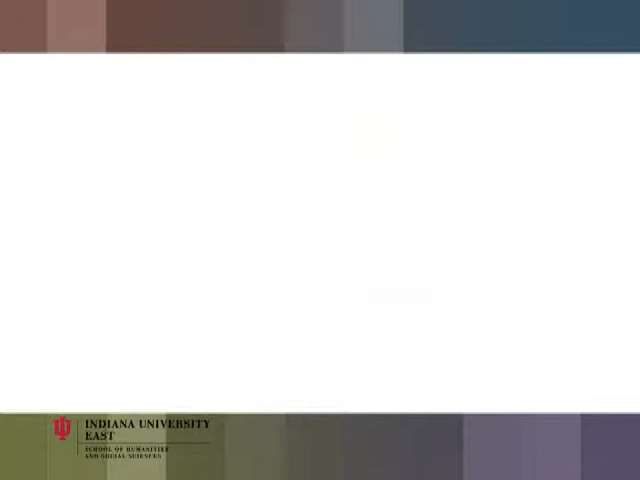 INDIANA UNIVERSITY
EAST
SCHOOL OF HUMANITIES
AND SOCIAL SCIENCES